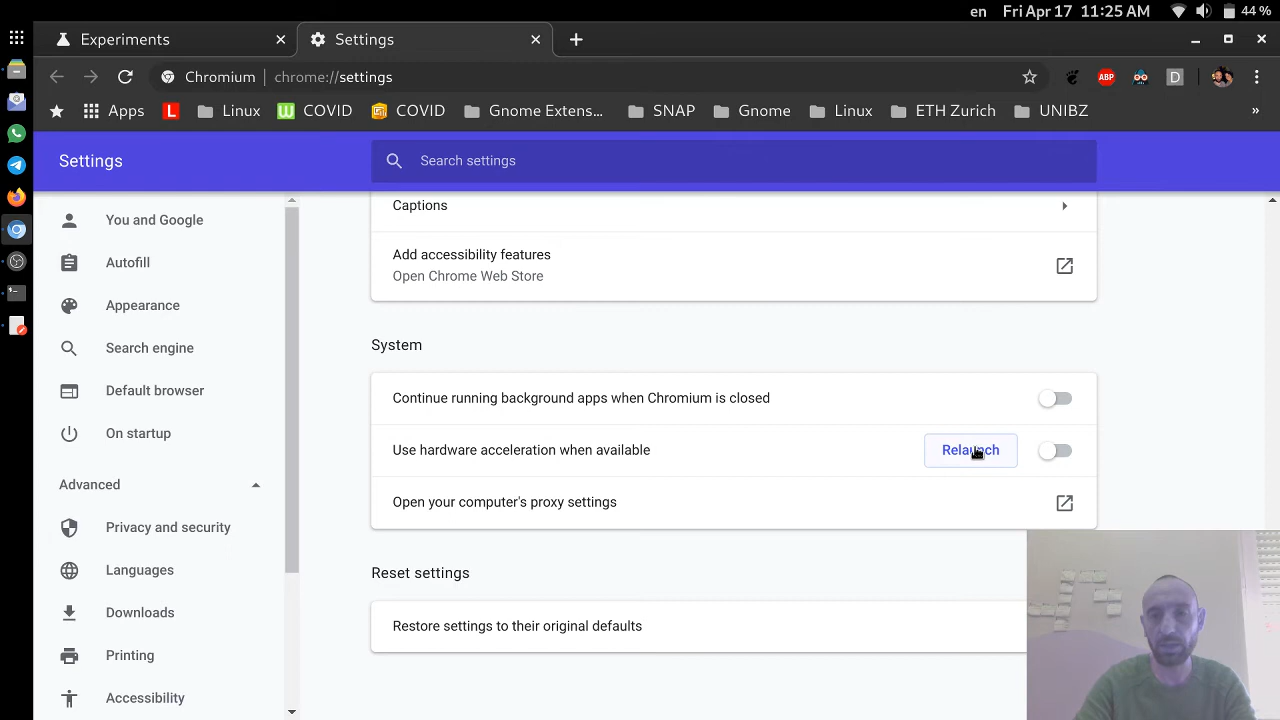 en Fri Apr 17 11:25 AM 44 %
Experiments Settings
Chromium chrome://settings ABP D
Apps L Linux COVID COVID Gnome Extens... SNAP Gnome Linux ETH Zurich UNIBZ »
Settings
Search settings
You and Google
Autofill
Appearance
Search engine
Default browser
On startup
Advanced
Privacy and security
Languages
Downloads
Printing
Accessibility
Captions
Add accessibility features
Open Chrome Web Store
System
Continue running background apps when Chromium is closed
Use hardware acceleration when available Relaunch
Open your computer's proxy settings
Reset settings
Restore settings to their original defaults